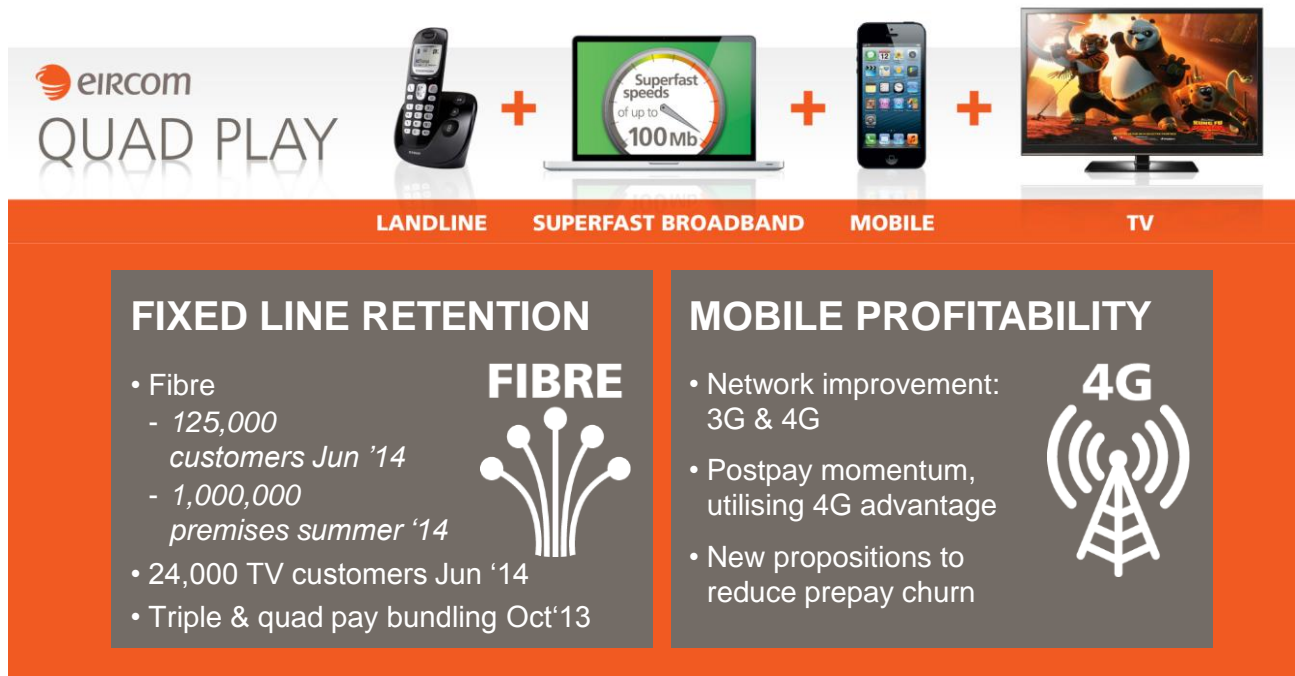 eircom
QUAD PLAY
Superfast
speeds
of up to
100 Mb
LANDLINE
SUPERFAST BROADBAND
MOBILE
TV
FIXED LINE RETENTION
• Fibre
- 125,000
customers Jun ’14
- 1,000,000
premises summer ‘14
• 24,000 TV customers Jun ‘14
• Triple & quad pay bundling Oct‘13
FIBRE
MOBILE PROFITABILITY
• Network improvement:
3G & 4G
• Postpay momentum,
utilising 4G advantage
• New propositions to
reduce prepay churn
4G